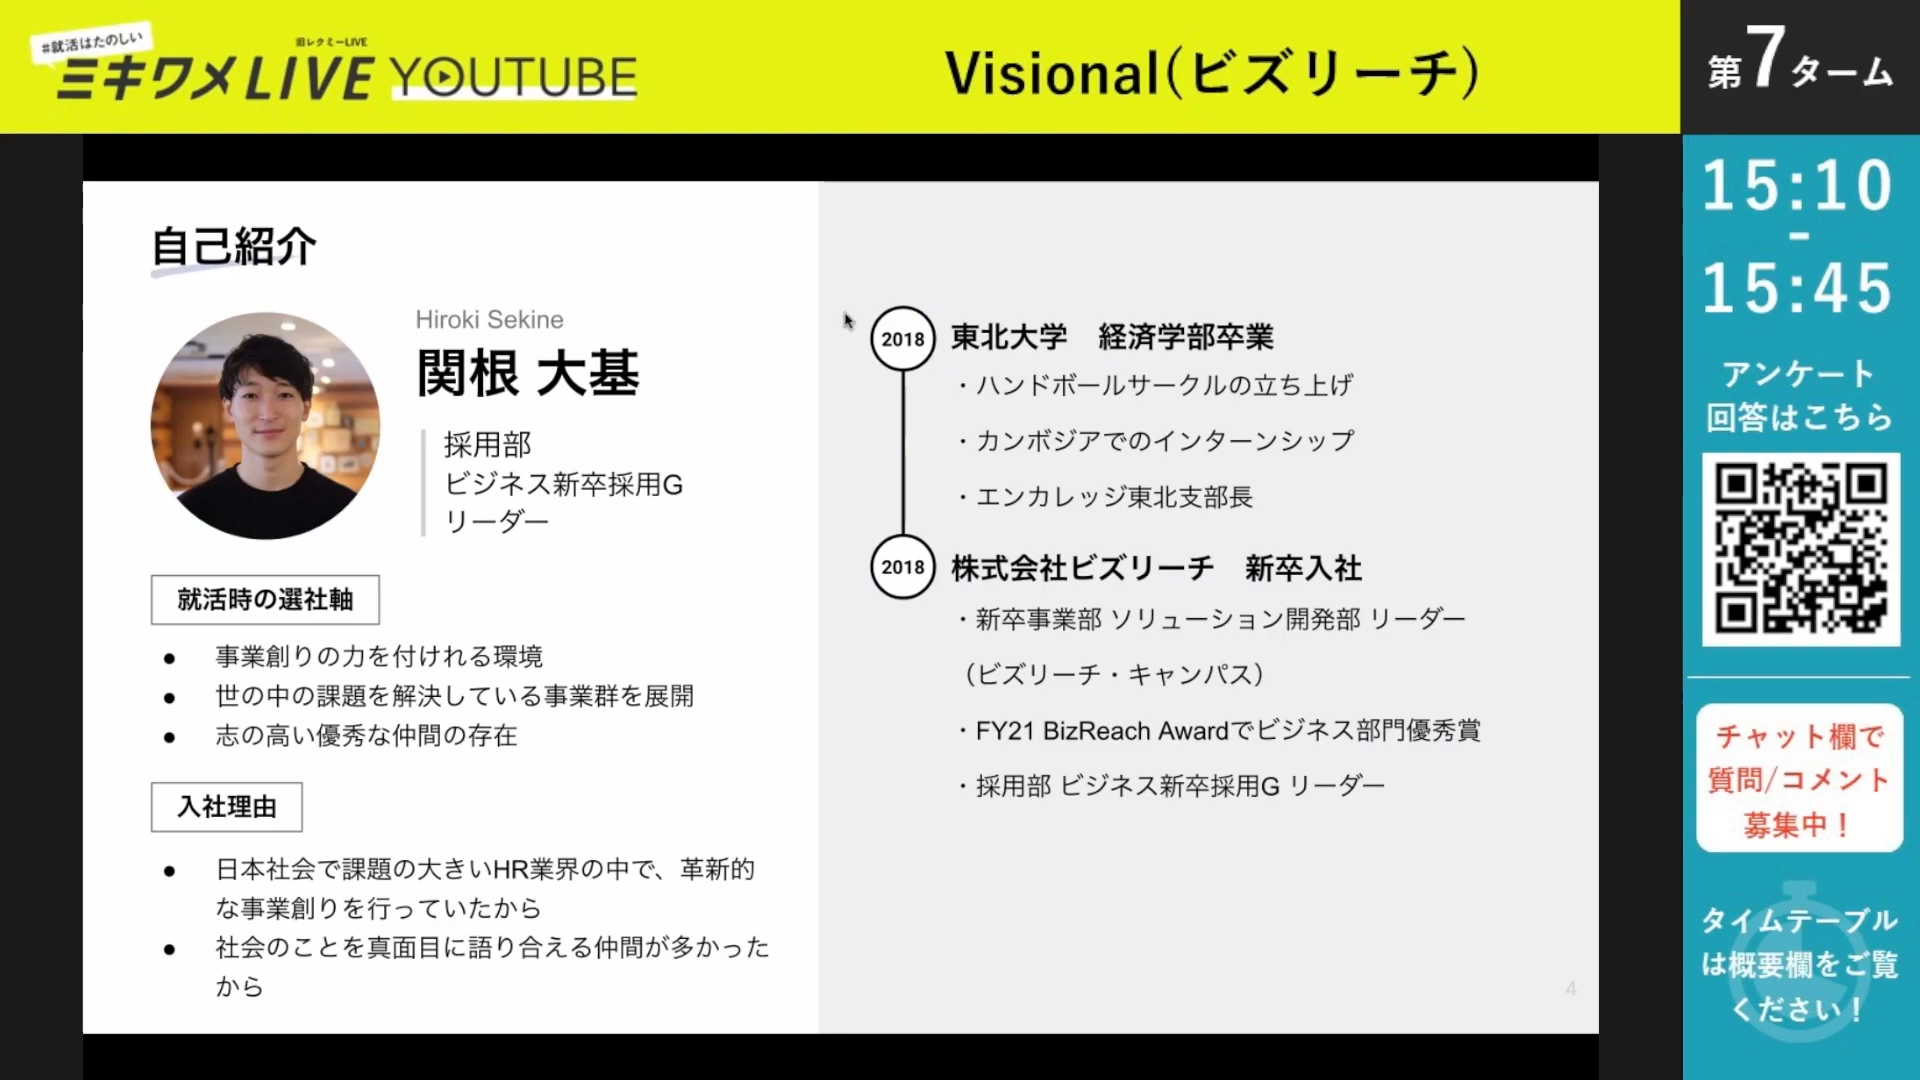 #就活はたのしい
旧レクミーLIVE
ミキワメLIVE YOUTUBE
Visional(ビズリーチ)
第7ターム
自己紹介
Hiroki Sekine
関根 大基
採用部
ビジネス新卒採用G
リーダー
就活時の選社軸
● 事業創りの力を付けれる環境
● 世の中の課題を解決している事業群を展開
● 志の高い優秀な仲間の存在
入社理由
● 日本社会で課題の大きいHR業界の中で、革新的
な事業創りを行っていたから
● 社会のことを真面目に語り合える仲間が多かった
から
2018 東北大学 経済学部卒業
・ハンドボールサークルの立ち上げ
・カンボジアでのインターンシップ
・エンカレッジ東北支部長
2018 株式会社ビズリーチ 新卒入社
・新卒事業部 ソリューション開発部 リーダー
（ビズリーチ・キャンパス）
・FY21 BizReach Awardでビジネス部門優秀賞
・採用部 ビジネス新卒採用G リーダー
4
15:10
-
15:45
アンケート
回答はこちら
チャット欄で
質問/コメント
募集中！
タイムテーブル
は概要欄をご覧
ください！